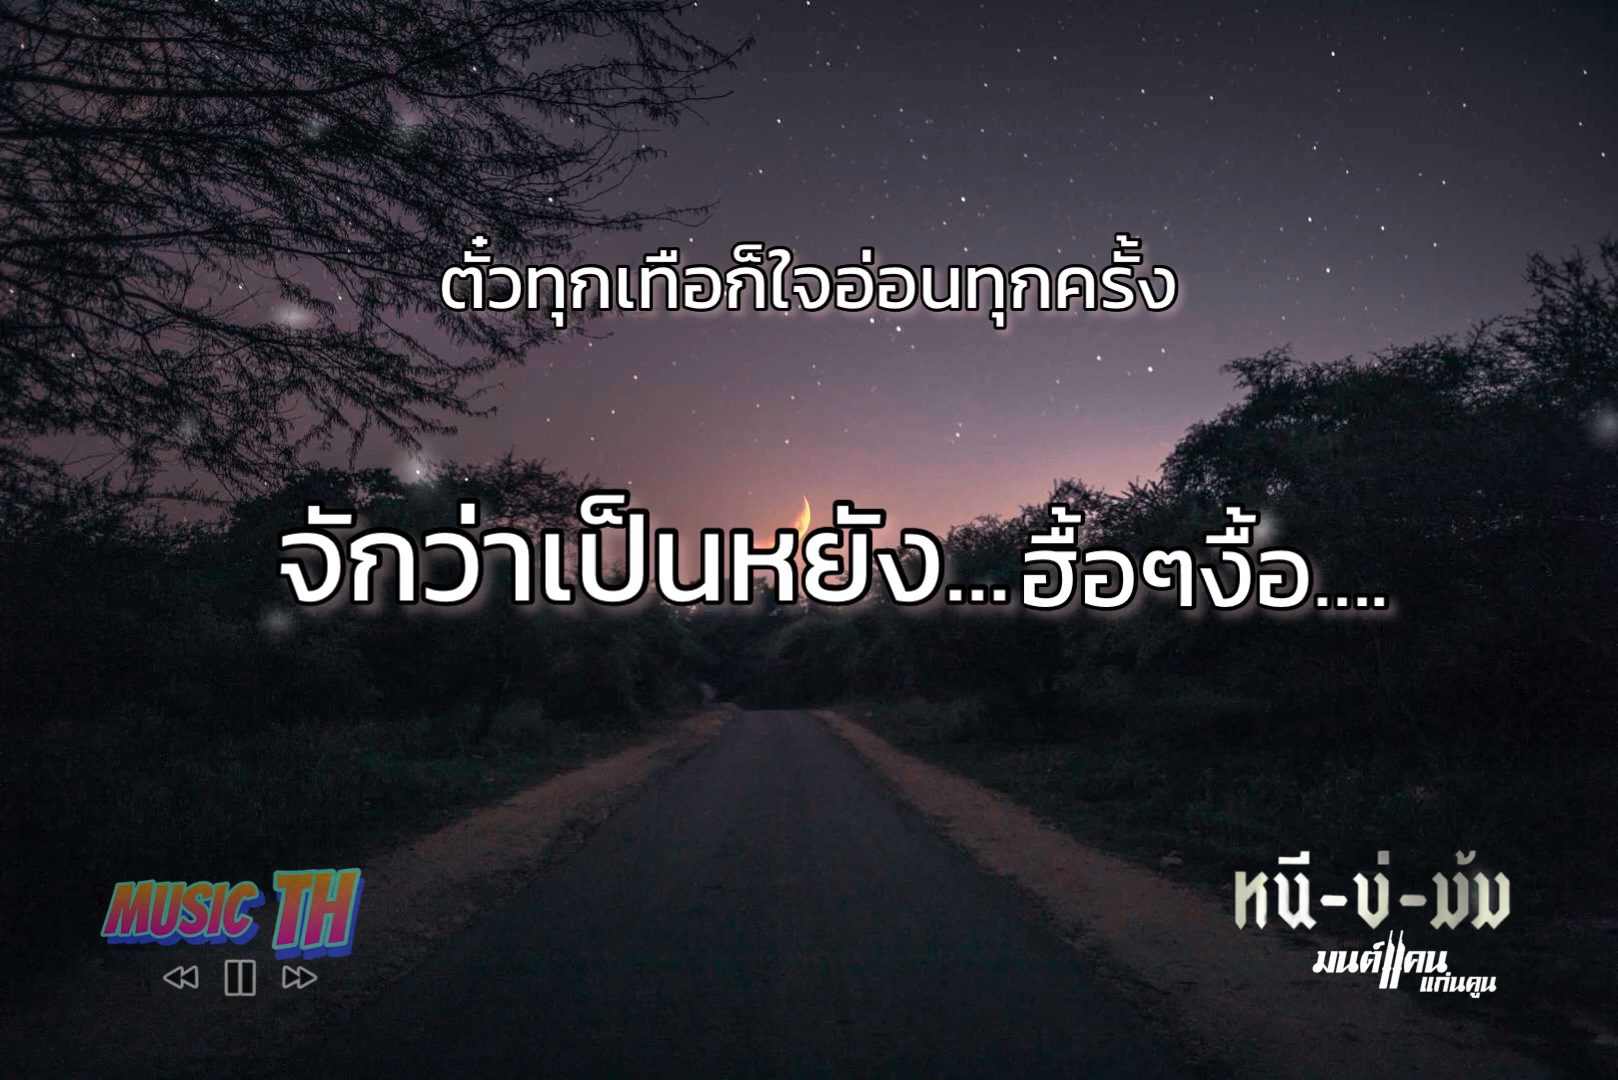 ตั๋วทุกเทือก็ใจอ่อนทุกครั้ง
จักว่าเป็นหยัง... ฮื้อๆงื้อ....
MUSIC TH
หนี-บ่-ม้ม
มนต์แคน
แก่นคูน